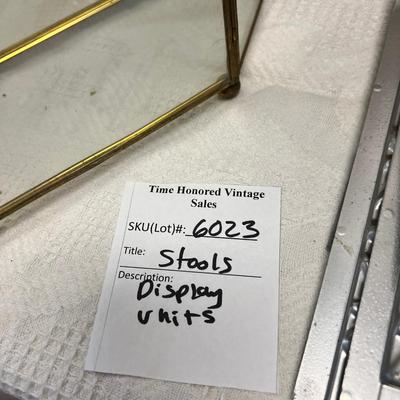 Time Honored Vintage
Sales
SKU(Lot)#: 6023
Title: Stools
Description:
Display
units